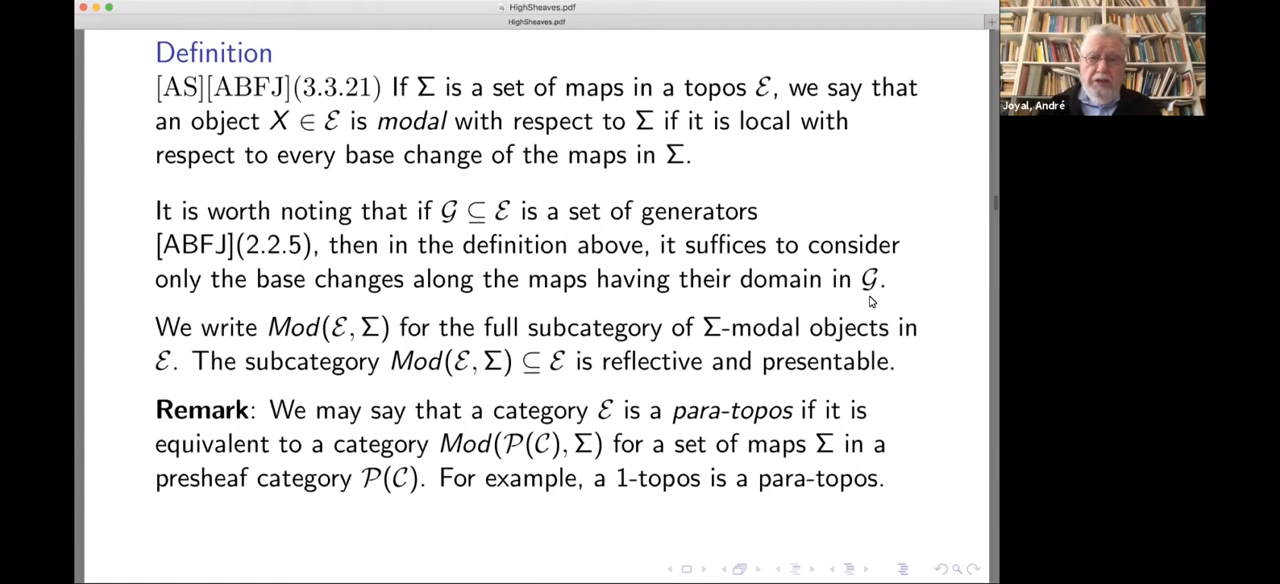 HighSheaves.pdf
HighSheaves.pdf
Definition
[AS][ABFJ](3.3.21) If Σ is a set of maps in a topos ℰ, we say that
an object X ∈ ℰ is modal with respect to Σ if it is local with
respect to every base change of the maps in Σ.
It is worth noting that if 𝒢 ⊆ ℰ is a set of generators
[ABFJ](2.2.5), then in the definition above, it suffices to consider
only the base changes along the maps having their domain in 𝒢.
We write Mod(ℰ, Σ) for the full subcategory of Σ-modal objects in
ℰ. The subcategory Mod(ℰ, Σ) ⊆ ℰ is reflective and presentable.
Remark: We may say that a category ℰ is a para-topos if it is
equivalent to a category Mod(𝒫(𝒞), Σ) for a set of maps Σ in a
presheaf category 𝒫(𝒞). For example, a 1-topos is a para-topos.
Joyal, André